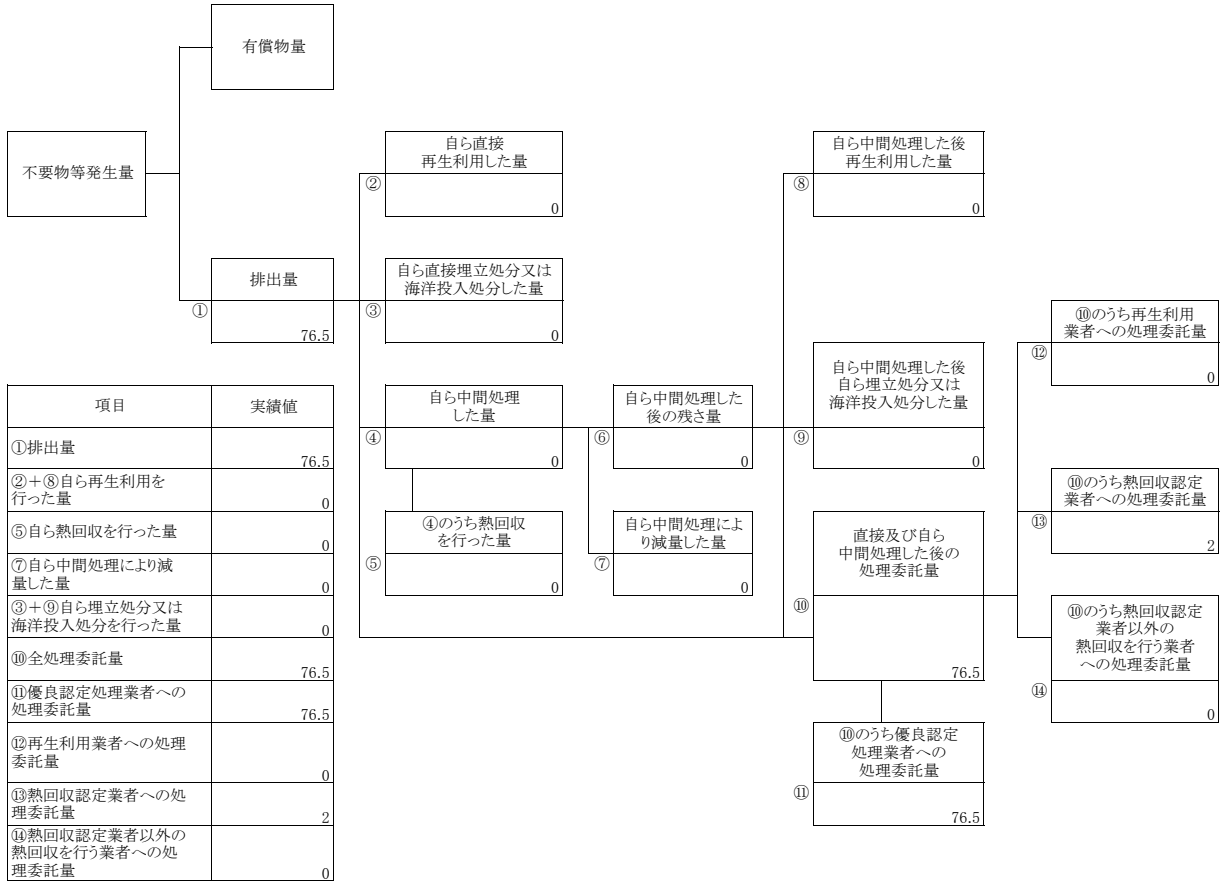 有償物量
不要物等発生量
排出量
①
76.5
自ら直接
再生利用した量
②
0
自ら直接埋立処分又は
海洋投入処分した量
③
0
自ら中間処理
した量
④
0
④のうち熱回収
を行った量
⑤
0
自ら中間処理した
後の残さ量
⑥
0
自ら中間処理によ
り減量した量
⑦
0
自ら中間処理した後
再生利用した量
⑧
0
自ら中間処理した後
自ら埋立処分又は
海洋投入処分した量
⑨
0
直接及び自ら
中間処理した後の
処理委託量
⑩
76.5
⑩のうち優良認定
処理業者への
処理委託量
⑪
76.5
⑩のうち再生利用
業者への処理委託量
⑫
0
⑩のうち熱回収認定
業者への処理委託量
⑬
2
⑩のうち熱回収認定
業者以外の
熱回収を行う業者
への処理委託量
⑭
0
項目 実績値
①排出量
76.5
②+⑧自ら再生利用を
行った量
0
⑤自ら熱回収を行った量
0
⑦自ら中間処理により減
量した量
0
③+⑨自ら埋立処分又は
海洋投入処分を行った量
0
⑩全処理委託量
76.5
⑪優良認定処理業者への
処理委託量
76.5
⑫再生利用業者への処理
委託量
0
⑬熱回収認定業者への処
理委託量
2
⑭熱回収認定業者以外の
熱回収を行う業者への処
理委託量
0